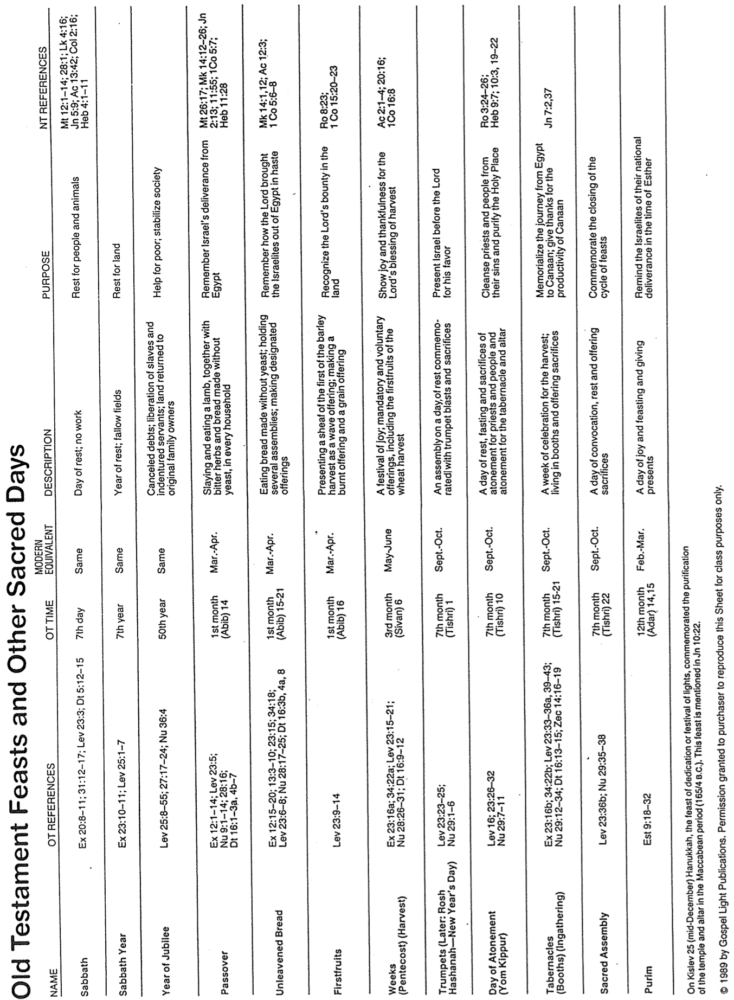 Old Testament Feasts and Other Sacred Days
NAME
OT REFERENCES
OT TIME
MODERN
EQUIVALENT
DESCRIPTION
PURPOSE
NT REFERENCES
Sabbath
Ex 20:8–11; 31:12–17; Lev 23:3; Dt 5:12–15
7th day
Same
Day of rest; no work
Rest for people and animals
Mt 12:1–14; 28:1; Lk 4:16;
Jn 5:9; Ac 13:42; Col 2:16;
Heb 4:1–11
Sabbath Year
Ex 23:10–11; Lev 25:1–7
7th year
Same
Year of rest; fallow fields
Rest for land
Year of Jubilee
Lev 25:8–55; 27:17–24; Nu 36:4
50th year
Same
Canceled debts; liberation of slaves and
indentured servants; land returned to
original family owners
Help for poor; stabilize society
Passover
Ex 12:1–14; Lev 23:5;
Nu 9:1–14; 28:16;
Dt 16:1–3a, 4b–7
1st month
(Abib) 14
Mar.-Apr.
Slaying and eating a lamb, together with
bitter herbs and bread made without
yeast, in every household
Remember Israel's deliverance from
Egypt
Mt 26:17; Mk 14:12–26; Jn
2:13; 11:55; 1Co 5:7;
Heb 11:28
Unleavened Bread
Ex 12:15–20; 13:3–10; 23:15; 34:18;
Lev 23:6–8; Nu 28:17–25; Dt 16:3b, 4a, 8
1st month
(Abib) 15-21
Mar.-Apr.
Eating bread made without yeast; holding
several assemblies; making designated
offerings
Remember how the Lord brought
the Israelites out of Egypt in haste
Mk 14:1,12; Ac 12:3;
1 Co 5:6–8
Firstfruits
Lev 23:9–14
1st month
(Abib) 16
Mar.-Apr.
Presenting a sheaf of the first of the barley
harvest as a wave offering; making a
burnt offering and a grain offering
Recognize the Lord's bounty in the
land
Ro 8:23;
1 Co 15:20–23
Weeks
(Pentecost) (Harvest)
Ex 23:16a; 34:22a; Lev 23:15–21;
Nu 28:26–31; Dt 16:9–12
3rd month
(Sivan) 6
May-June
A festival of joy; mandatory and voluntary
offerings, including the firstfruits of the
wheat harvest
Show joy and thankfulness for the
Lord's blessing of harvest
Ac 2:1–4; 20:16;
1Co 16:8
Trumpets (Later: Rosh
Hashanah—New Year's Day)
Lev 23:23–25;
Nu 29:1–6
7th month
(Tishri) 1
Sept.-Oct.
An assembly on a day of rest commemo-
rated with trumpet blasts and sacrifices
Present Israel before the Lord
for his favor
Day of Atonement
(Yom Kippur)
Lev 16; 23:26–32
Nu 29:7–11
7th month
(Tishri) 10
Sept.-Oct.
A day of rest, fasting and sacrifices of
atonement for priests and people and
atonement for the tabernacle and altar
Cleanse priests and people from
their sins and purify the Holy Place
Ro 3:24–26;
Heb 9:7; 10:3, 19–22
Tabernacles
(Booths) (Ingathering)
Ex 23:16b; 34:22b; Lev 23:33–36a, 39–43;
Nu 29:12–34; Dt 16:13–15; Zec 14:16–19
7th month
(Tishri) 15-21
Sept.-Oct.
A week of celebration for the harvest;
living in booths and offering sacrifices
Memorialize the journey from Egypt
to Canaan; give thanks for the
productivity of Canaan
Jn 7:2,37
Sacred Assembly
Lev 23:36b; Nu 29:35–38
7th month
(Tishri) 22
Sept.-Oct.
A day of convocation, rest and offering
sacrifices
Commemorate the closing of the
cycle of feasts
Purim
Est 9:18–32
12th month
(Adar) 14,15
Feb.-Mar.
A day of joy and feasting and giving
presents
Remind the Israelites of their national
deliverance in the time of Esther
On Kislev 25 (mid-December) Hanukkah, the feast of dedication or festival of lights, commemorated the purification
of the temple and altar in the Maccabean period (165/4 B.C.). This feast is mentioned in Jn 10:22.
© 1989 by Gospel Light Publications. Permission granted to purchaser to reproduce this Sheet for class purposes only.